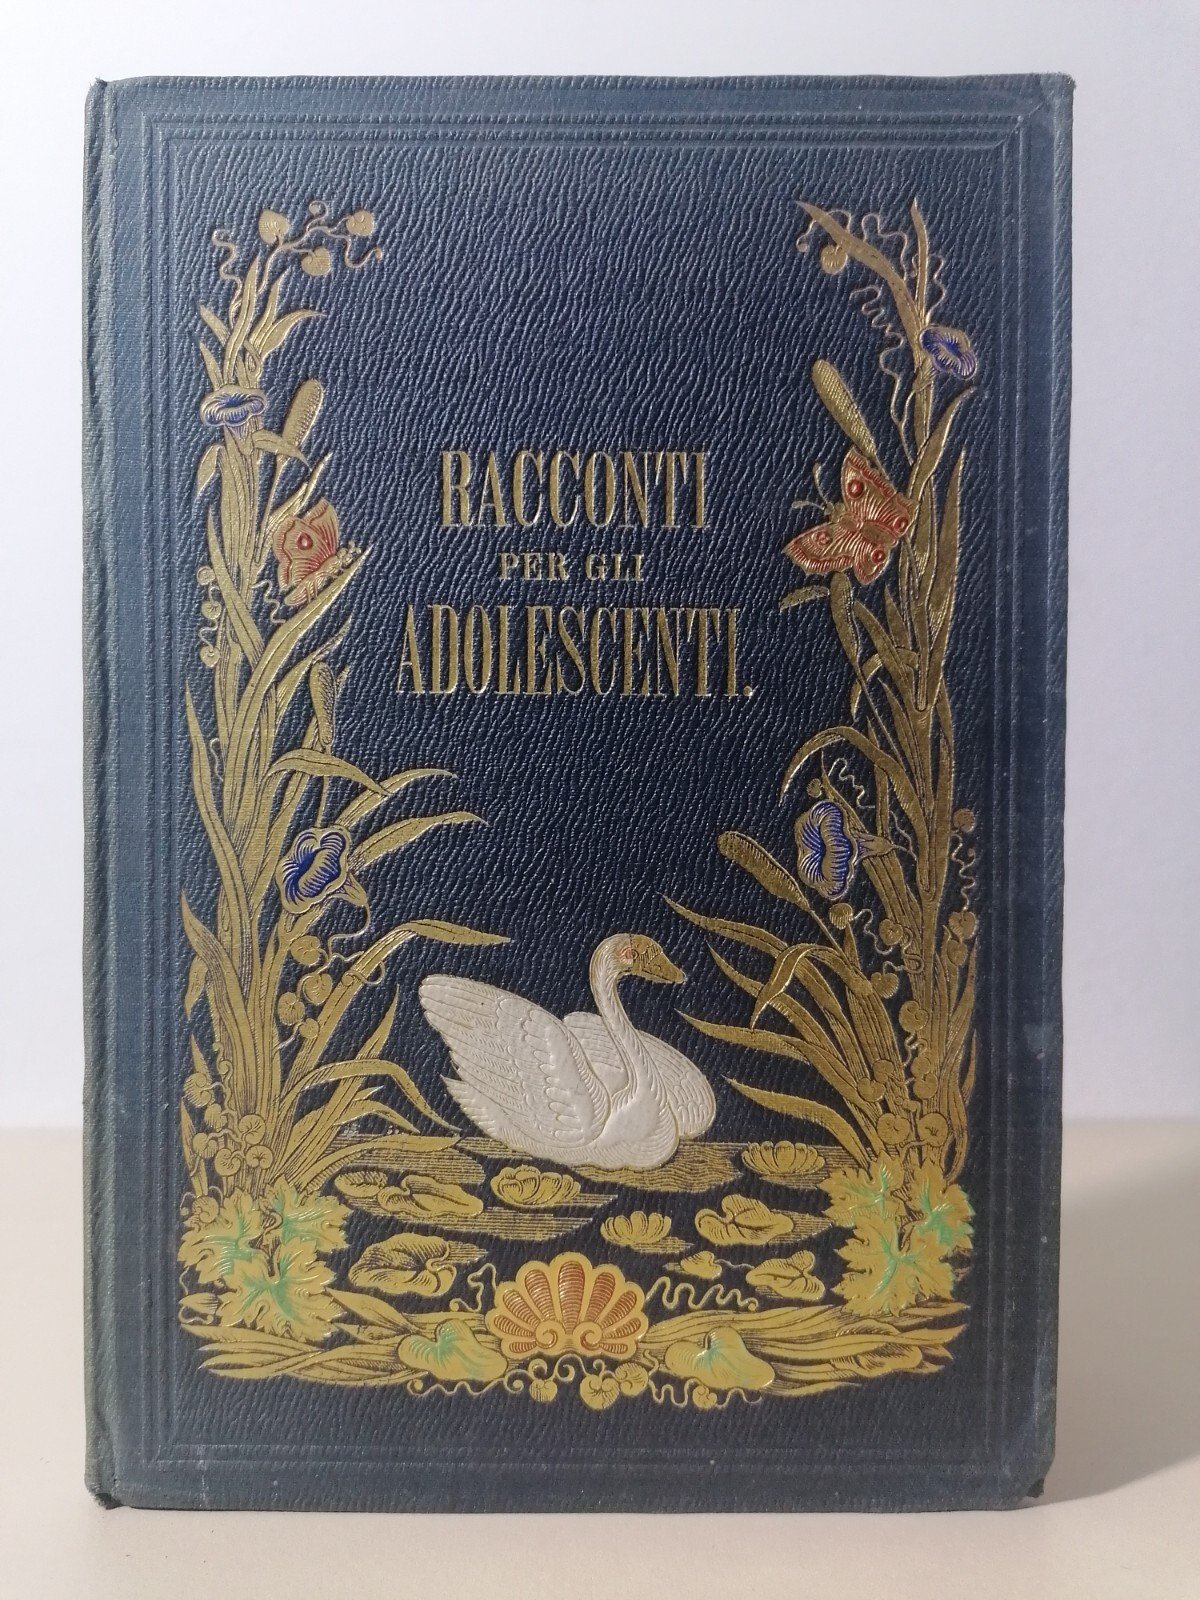 RACCONTI
PER GLI
ADOLESCENTI.